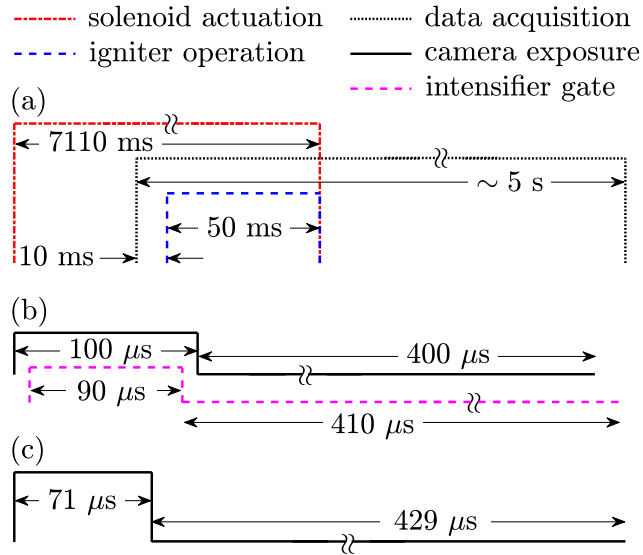 solenoid actuation
data acquisition
igniter operation
camera exposure
intensifier gate
(a)
7110 ms
~ 5 s
50 ms
10 ms
(b)
100 μs
400 μs
90 μs
410 μs
(c)
71 μs
429 μs